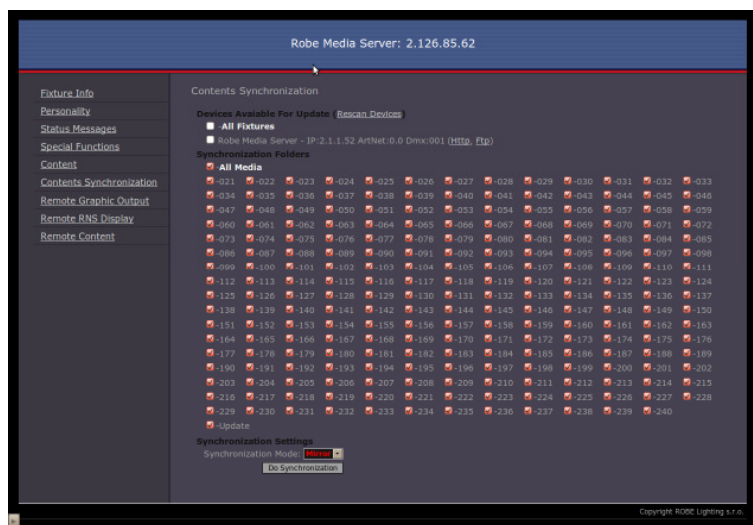 Robe Media Server: 2.126.85.62
Fixture Info
Personality
Status Messages
Special Functions
Content
Contents Synchronization
Remote Graphic Output
Remote RNS Display
Remote Content
Contents Synchronization
Devices Avaiable For Update (Rescan Devices)
-All Fixtures
Robe Media Server - IP:2.1.1.52 ArtNet:0.0 Dmx:001 (Http, Ftp)
Synchronization Folders
-All Media
-021 -022 -023 -024 -025 -026 -027 -028 -029 -030 -031 -032 -033
-034 -035 -036 -037 -038 -039 -040 -041 -042 -043 -044 -045 -046
-047 -048 -049 -050 -051 -052 -053 -054 -055 -056 -057 -058 -059
-060 -061 -062 -063 -064 -065 -066 -067 -068 -069 -070 -071 -072
-073 -074 -075 -076 -077 -078 -079 -080 -081 -082 -083 -084 -085
-086 -087 -088 -089 -090 -091 -092 -093 -094 -095 -096 -097 -098
-099 -100 -101 -102 -103 -104 -105 -106 -107 -108 -109 -110 -111
-112 -113 -114 -115 -116 -117 -118 -119 -120 -121 -122 -123 -124
-125 -126 -127 -128 -129 -130 -131 -132 -133 -134 -135 -136 -137
-138 -139 -140 -141 -142 -143 -144 -145 -146 -147 -148 -149 -150
-151 -152 -153 -154 -155 -156 -157 -158 -159 -160 -161 -162 -163
-164 -165 -166 -167 -168 -169 -170 -171 -172 -173 -174 -175 -176
-177 -178 -179 -180 -181 -182 -183 -184 -185 -186 -187 -188 -189
-190 -191 -192 -193 -194 -195 -196 -197 -198 -199 -200 -201 -202
-203 -204 -205 -206 -207 -208 -209 -210 -211 -212 -213 -214 -215
-216 -217 -218 -219 -220 -221 -222 -223 -224 -225 -226 -227 -228
-229 -230 -231 -232 -233 -234 -235 -236 -237 -238 -239 -240
-Update
Synchronization Settings
Synchronization Mode: Mirror
Do Synchronization
Copyright ROBE Lighting s.r.o.